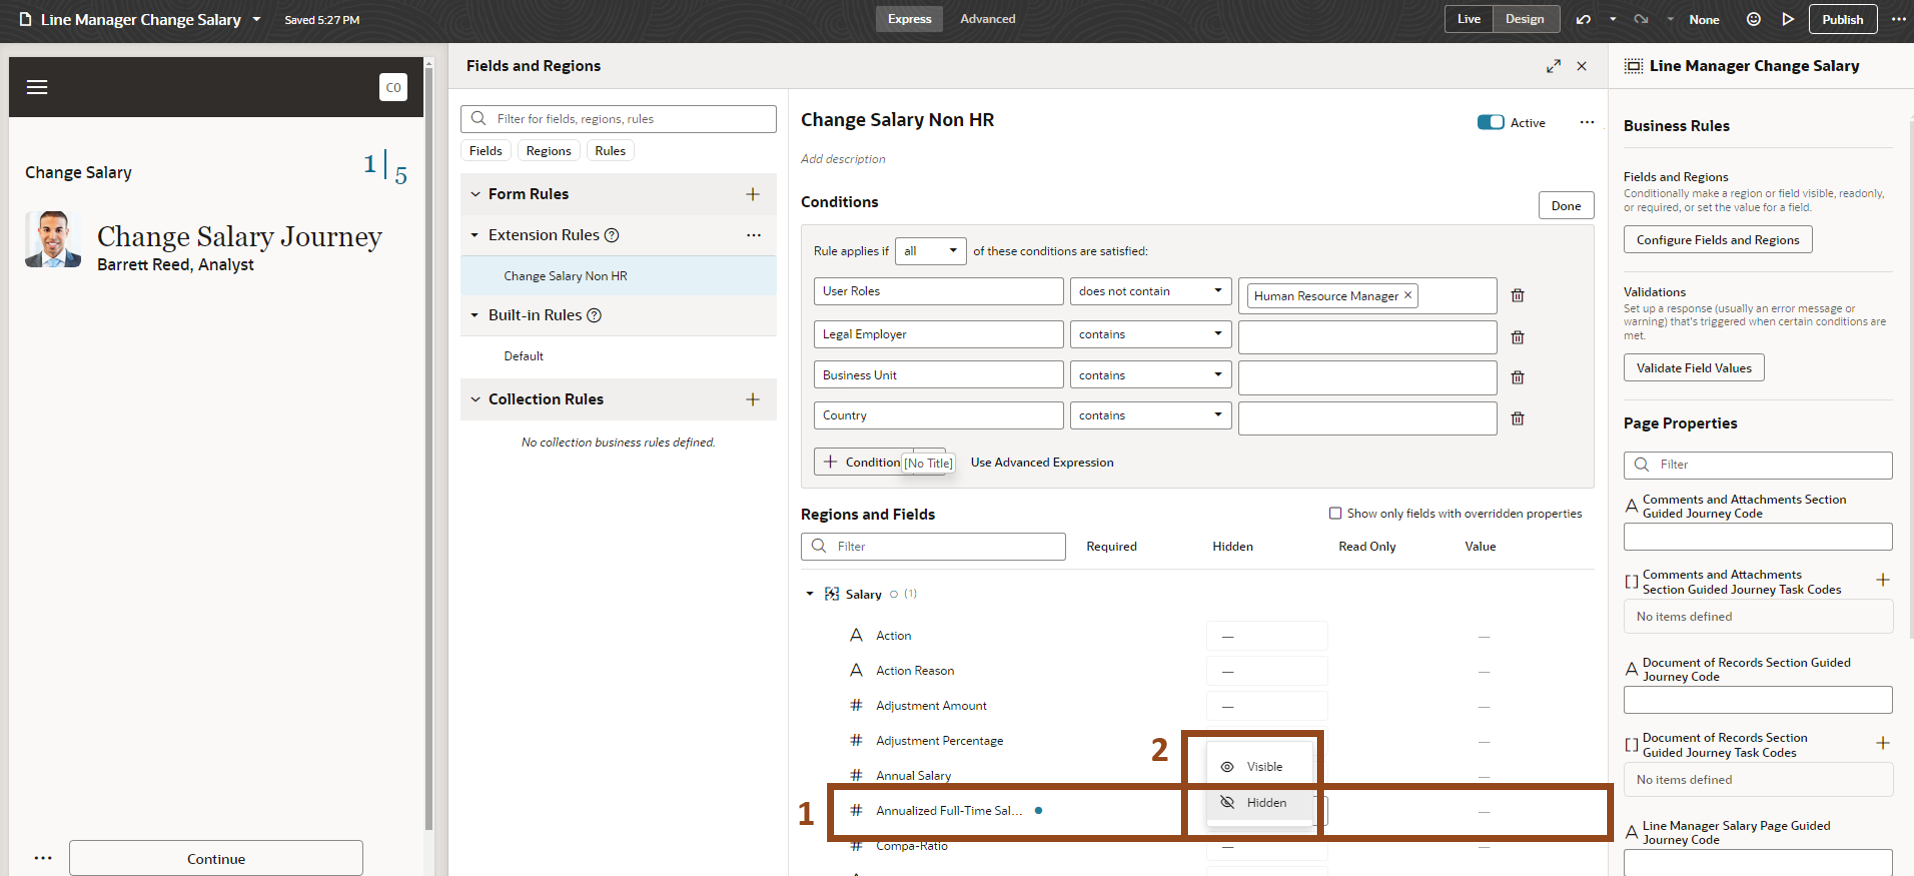 Line Manager Change Salary
Saved 5:27 PM
Express
Advanced
Live
Design
None
Publish
CO
Change Salary
1 5
Change Salary Journey
Barrett Reed, Analyst
Continue
Fields and Regions
Filter for fields, regions, rules
Fields
Regions
Rules
Form Rules
Extension Rules
Change Salary Non HR
Built-in Rules
Default
Collection Rules
No collection business rules defined.
Change Salary Non HR
Active
Add description
Conditions
Done
Rule applies if all of these conditions are satisfied:
User Roles does not contain Human Resource Manager
Legal Employer contains
Business Unit contains
Country contains
Condition [No Title] Use Advanced Expression
Regions and Fields
Show only fields with overridden properties
Filter Required Hidden Read Only Value
Salary (1)
Action — —
Action Reason — —
Adjustment Amount — —
Adjustment Percentage —
Annual Salary —
Annualized Full-Time Sal... —
Compa-Ratio — —
2
Visible
Hidden
1
Line Manager Change Salary
Business Rules
Fields and Regions
Conditionally make a region or field visible, readonly,
or required, or set the value for a field.
Configure Fields and Regions
Validations
Set up a response (usually an error message or
warning) that's triggered when certain conditions are
met.
Validate Field Values
Page Properties
Filter
A Comments and Attachments Section
Guided Journey Code
[] Comments and Attachments
Section Guided Journey Task Codes
No items defined
A Document of Records Section Guided
Journey Code
[] Document of Records Section
Guided Journey Task Codes
No items defined
A Line Manager Salary Page Guided
Journey Code